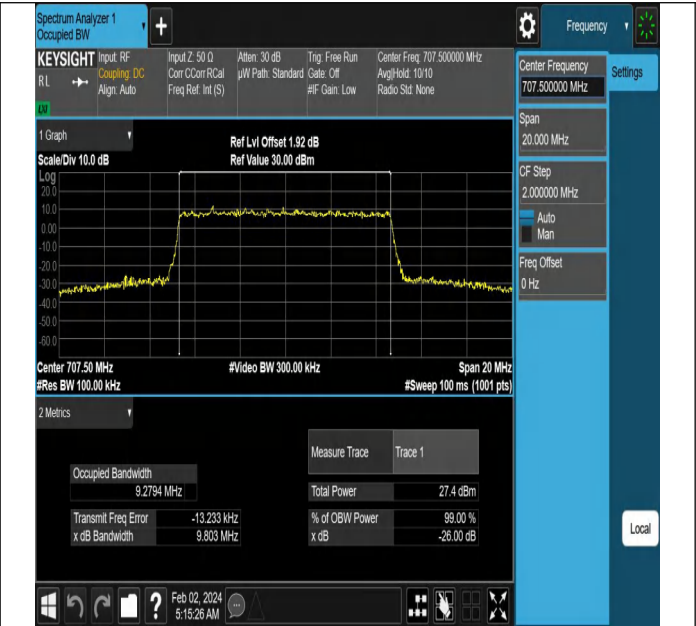 Spectrum Analyzer 1
Occupied BW
+
Frequency
KEYSIGHT
RL
LXI
Input: RF
Coupling: DC
Align: Auto
Input Z: 50 Ω
Corr CCorr RCal
Freq Ref: Int (S)
Atten: 30 dB
µW Path: Standard
Trig: Free Run
Gate: Off
#IF Gain: Low
Center Freq: 707.500000 MHz
Avg|Hold: 10/10
Radio Std: None
Center Frequency
707.500000 MHz
Settings
Span
20.000 MHz
CF Step
2.000000 MHz
Auto
Man
Freq Offset
0 Hz
1 Graph
Ref Lvl Offset 1.92 dB
Scale/Div 10.0 dB
Ref Value 30.00 dBm
Log
20.0
10.0
0.00
-10.0
-20.0
-30.0
-40.0
-50.0
-60.0
Center 707.50 MHz
#Video BW 300.00 kHz
Span 20 MHz
#Res BW 100.00 kHz
#Sweep 100 ms (1001 pts)
2 Metrics
Measure Trace
Trace 1
Occupied Bandwidth
9.2794 MHz
Total Power
27.4 dBm
Transmit Freq Error
-13.233 kHz
% of OBW Power
99.00 %
x dB Bandwidth
9.803 MHz
x dB
-26.00 dB
Local
?
Feb 02, 2024
5:15:26 AM